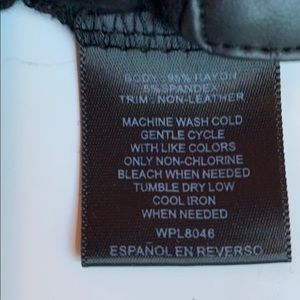 BODY: 95% RAYON
5% SPANDEX
TRIM: NON-LEATHER
MACHINE WASH COLD
GENTLE CYCLE
WITH LIKE COLORS
ONLY NON-CHLORINE
BLEACH WHEN NEEDED
TUMBLE DRY LOW
COOL IRON
WHEN NEEDED
WPL8046
ESPAÑOL EN REVERSO